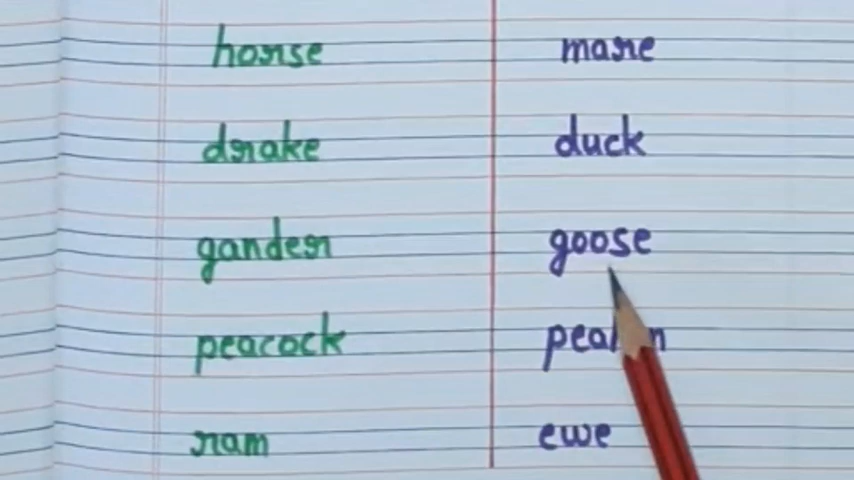 horse mare
drake duck
gander goose
peacock
ram ewe